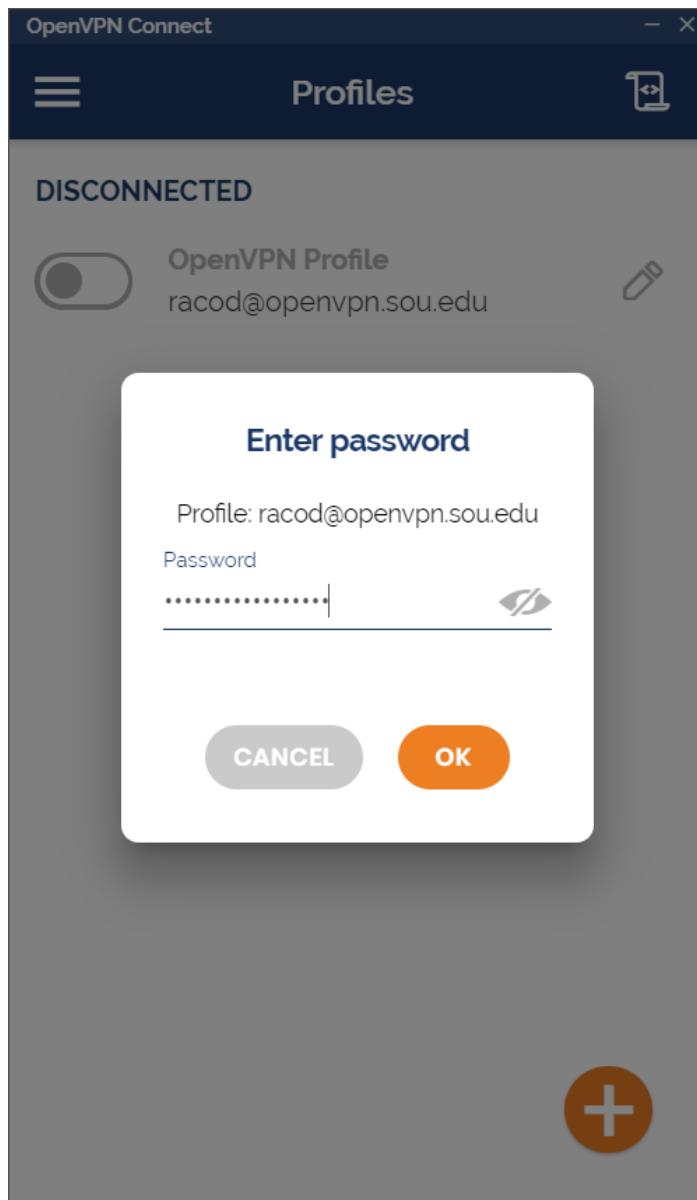 OpenVPN Connect
Profiles
DISCONNECTED
OpenVPN Profile
racod@openvpn.sou.edu
Enter password
Profile: racod@openvpn.sou.edu
Password
•••••••••••••••••
CANCEL
OK